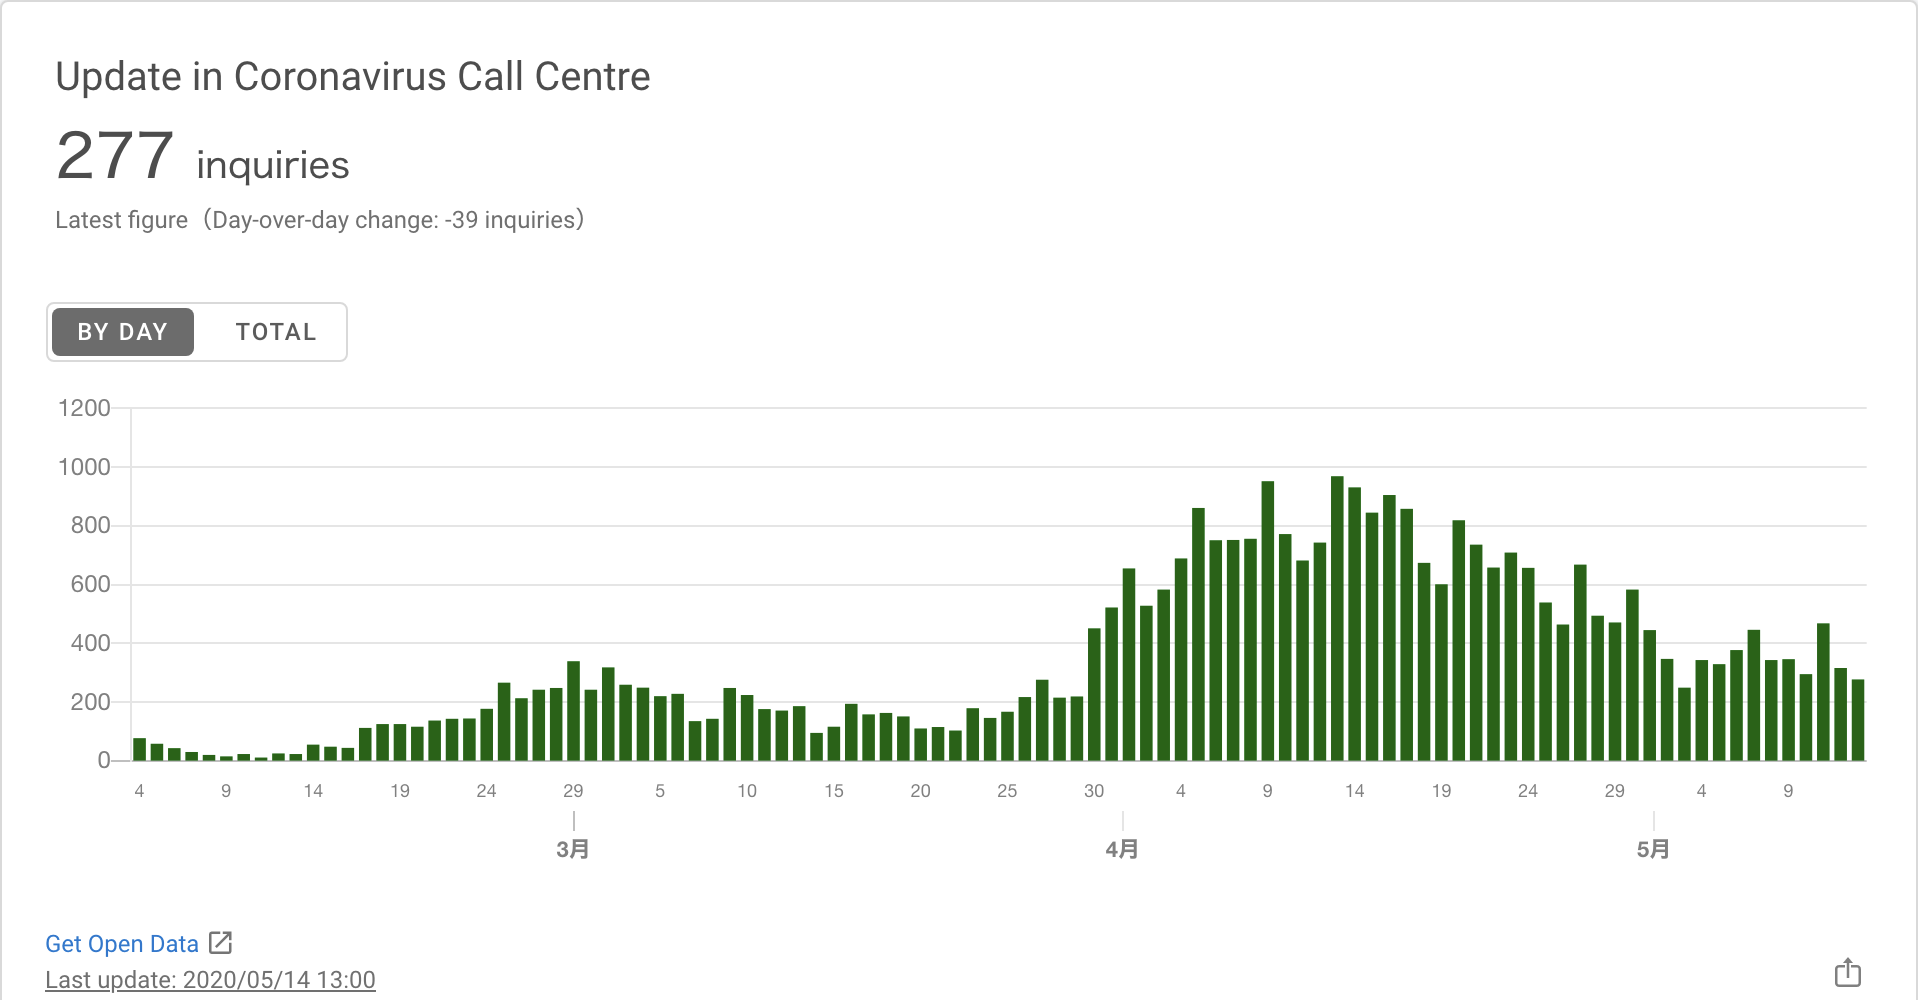 Update in Coronavirus Call Centre
277 inquiries
Latest figure（Day-over-day change: -39 inquiries）
BY DAY TOTAL
1200
1000
800
600
400
200
0
4 9 14 19 24 29 5 10 15 20 25 30 4 9 14 19 24 29 4 9
3月 4月 5月
Get Open Data
Last update: 2020/05/14 13:00